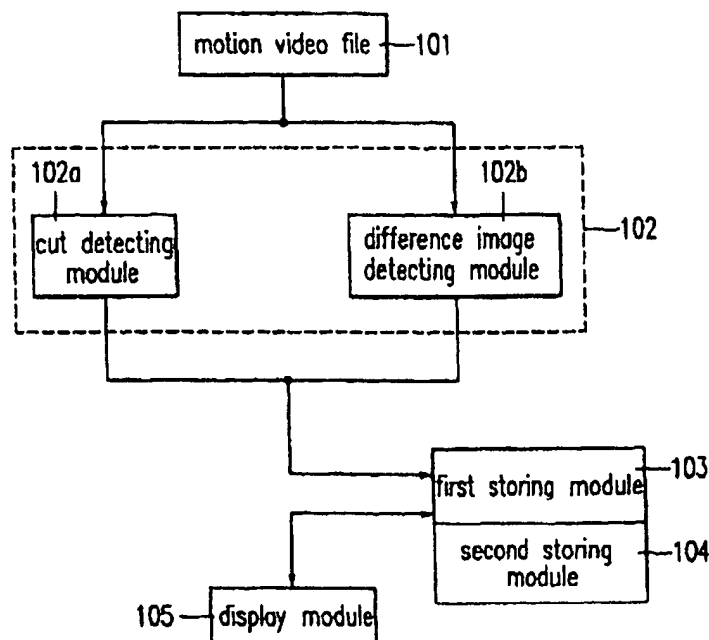 motion video file
101
102a
102b
cut detecting
module
difference image
detecting module
102
103
first storing module
second storing
module
104
105
display module